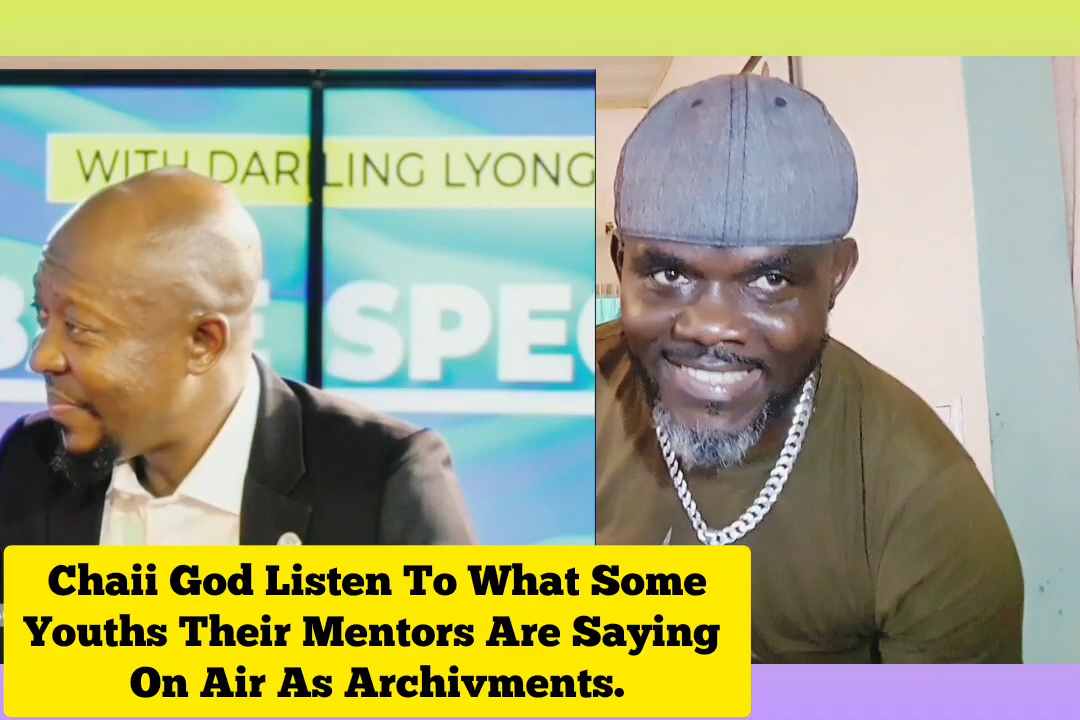 WITH DARLING LYONG
SPEC
Chaii God Listen To What Some
Youths Their Mentors Are Saying
On Air As Archivments.